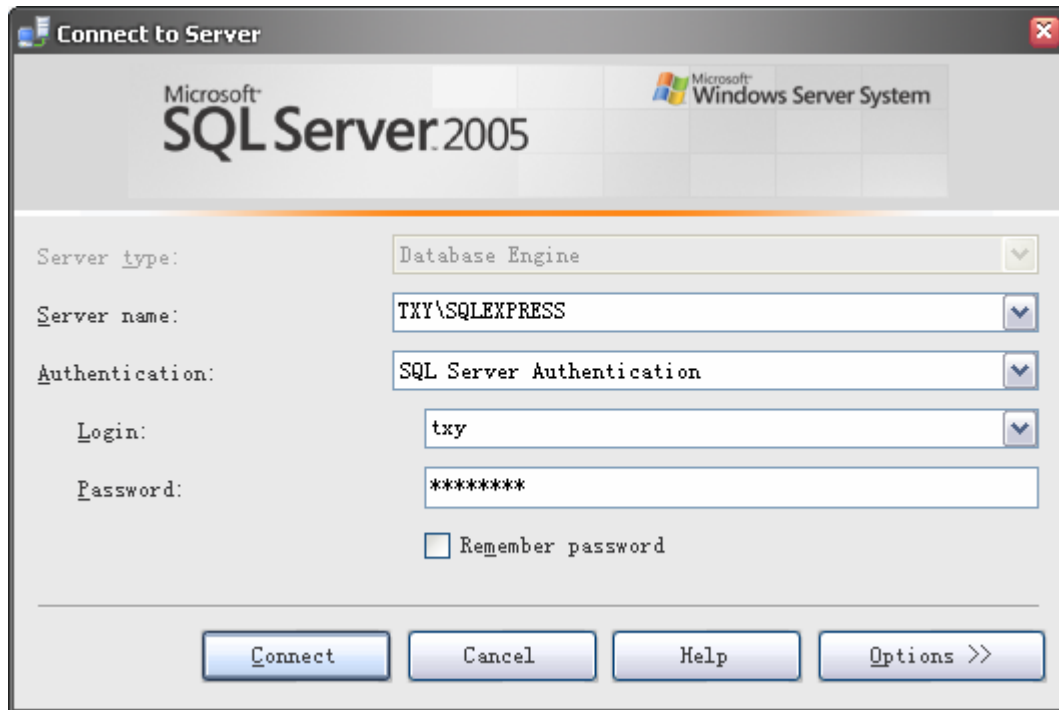 Connect to Server
Microsoft
SQL Server 2005
Microsoft
Windows Server System
Server type: Database Engine
Server name: TXY\SQLEXPRESS
Authentication: SQL Server Authentication
Login: txy
Password: ********
Remember password
Connect Cancel Help Options >>